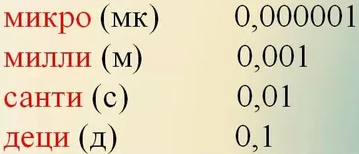 микро (мк) 0,000001
милли (м) 0,001
санти (с) 0,01
деци (д) 0,1